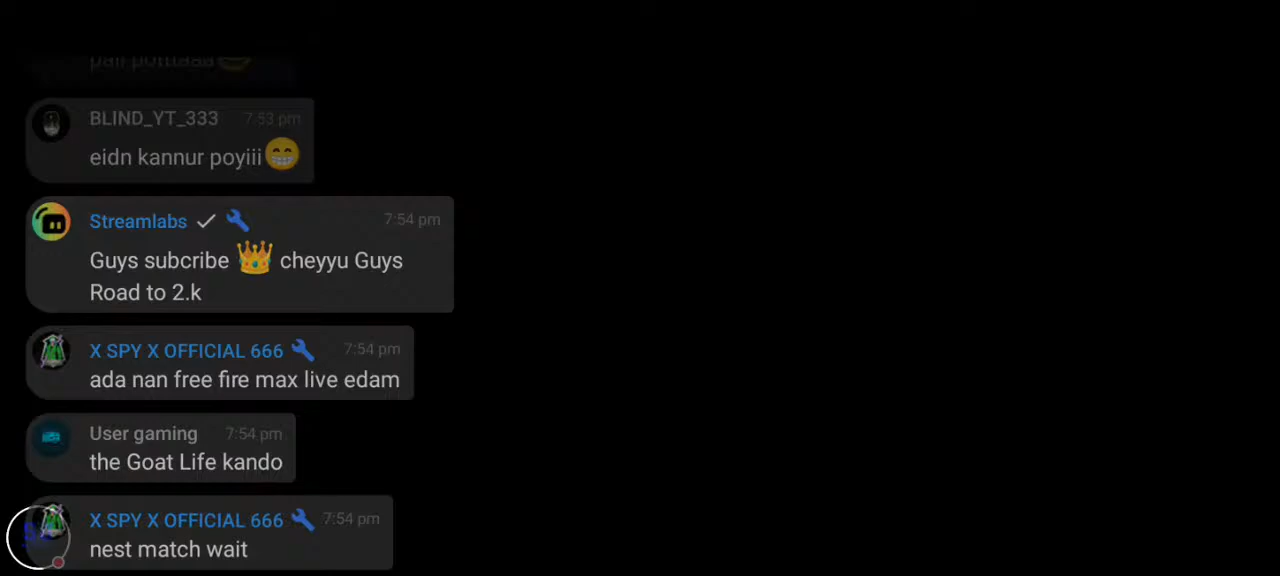 BLIND_YT_333 7:53 pm
eidn kannur poyiii😁
Streamlabs 7:54 pm
Guys subcribe 👑 cheyyu Guys
Road to 2.k
X SPY X OFFICIAL 666 7:54 pm
ada nan free fire max live edam
User gaming 7:54 pm
the Goat Life kando
X SPY X OFFICIAL 666 7:54 pm
nest match wait